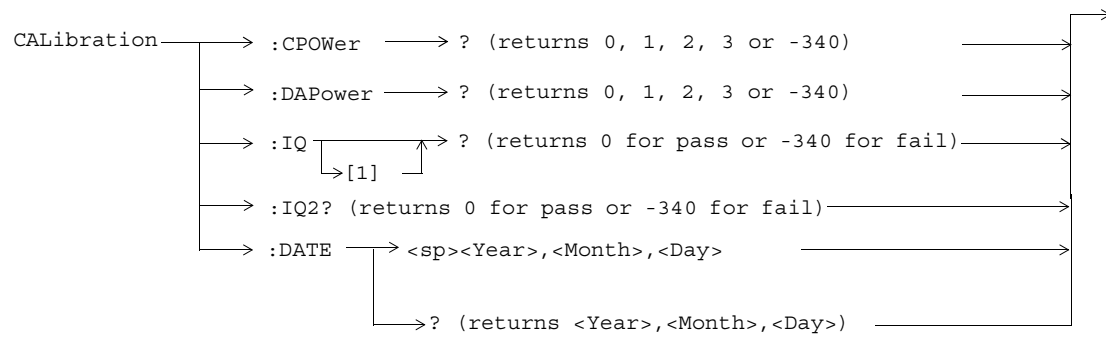 CALibration :CPOWer ? (returns 0, 1, 2, 3 or -340)
:DAPower ? (returns 0, 1, 2, 3 or -340)
:IQ ? (returns 0 for pass or -340 for fail)
[1]
:IQ2? (returns 0 for pass or -340 for fail)
:DATE <sp><Year>,<Month>,<Day>
? (returns <Year>,<Month>,<Day>)